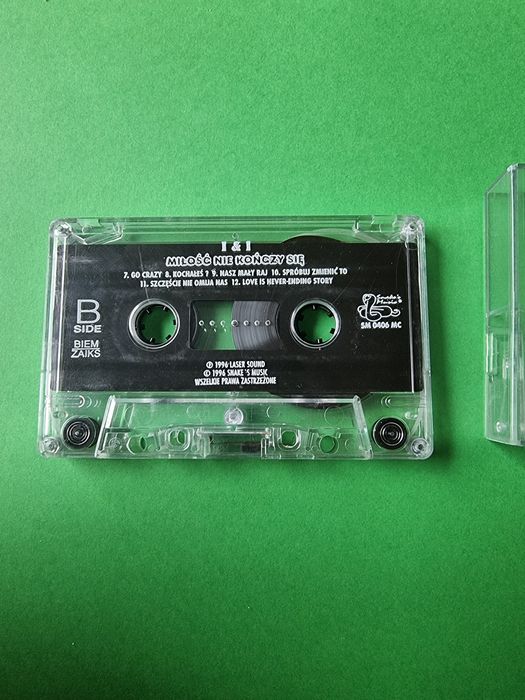 I & I
MIŁOŚĆ NIE KOŃCZY SIĘ
7. GO CRAZY 8. KOCHAŁEŚ ? 9. NASZ MAŁY RAJ 10. SPRÓBUJ ZMIENIĆ TO
11. SZCZĘŚCIE NIE OMIJA NAS 12. LOVE IS NEVER-ENDING STORY
B
SIDE
BIEM
ZAIKS
Snake's
Music
SM 0406 MC
℗ 1996 LASER SOUND
© 1996 SNAKE`S MUSIC
WSZELKIE PRAWA ZASTRZEŻONE